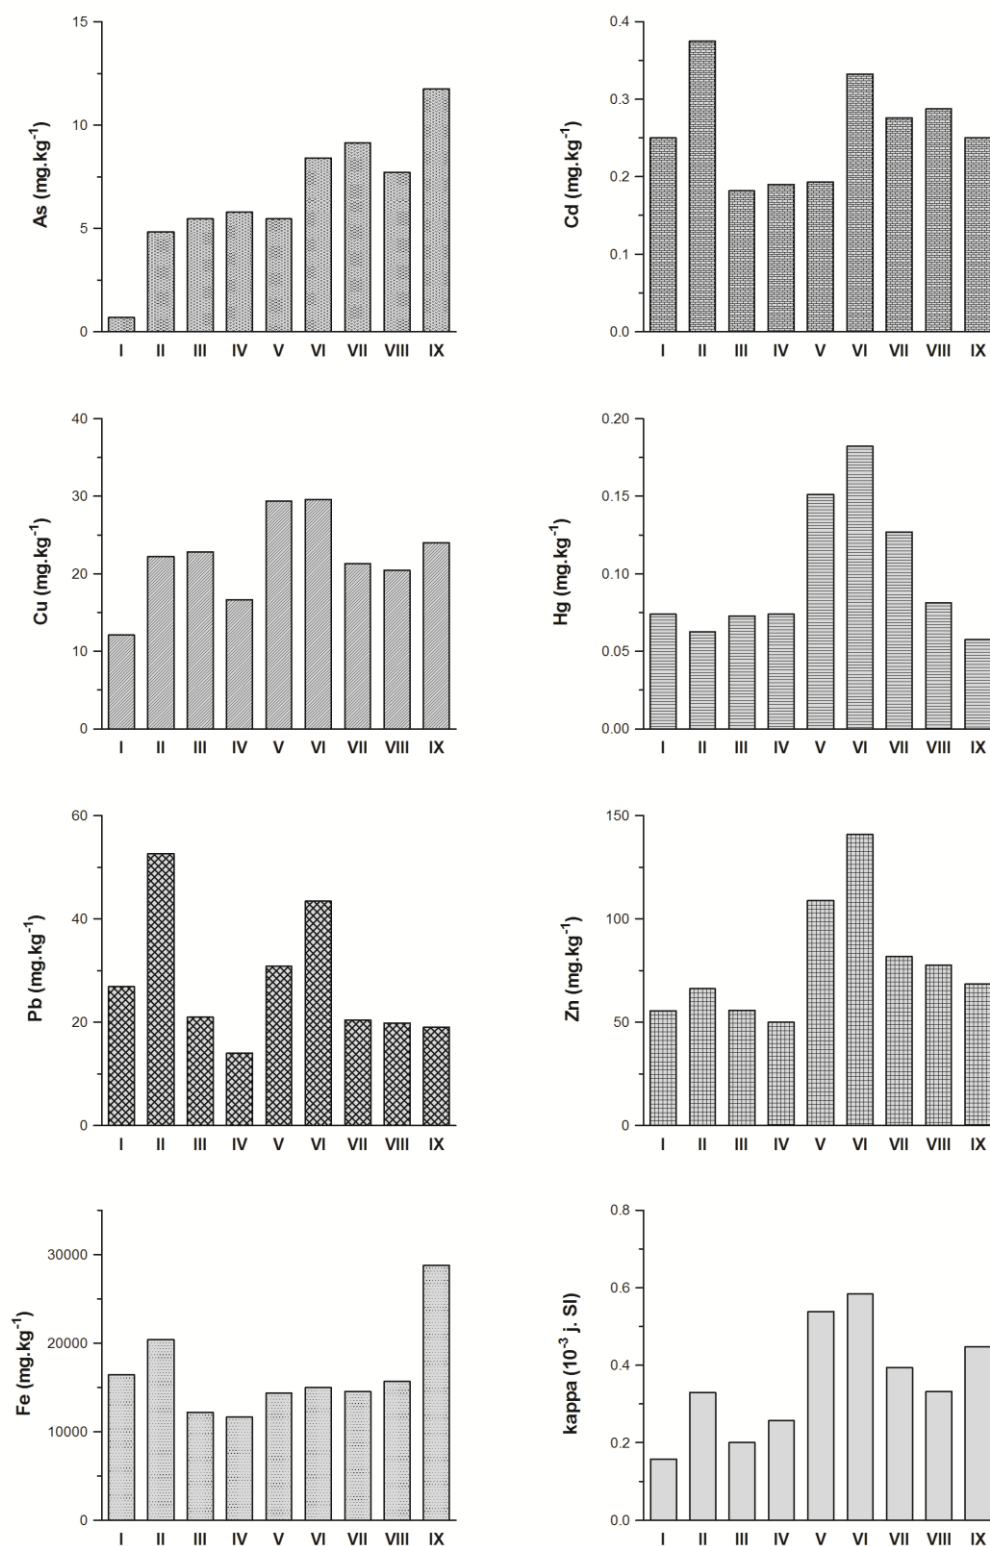 15
10
5
0
As (mg.kg⁻¹)
I II III IV V VI VII VIII IX
0.4
0.3
0.2
0.1
0.0
Cd (mg.kg⁻¹)
I II III IV V VI VII VIII IX
40
30
20
10
0
Cu (mg.kg⁻¹)
I II III IV V VI VII VIII IX
0.20
0.15
0.10
0.05
0.00
Hg (mg.kg⁻¹)
I II III IV V VI VII VIII IX
60
40
20
0
Pb (mg.kg⁻¹)
I II III IV V VI VII VIII IX
150
100
50
0
Zn (mg.kg⁻¹)
I II III IV V VI VII VIII IX
30000
20000
10000
0
Fe (mg.kg⁻¹)
I II III IV V VI VII VIII IX
0.8
0.6
0.4
0.2
0.0
kappa (10⁻³ j. SI)
I II III IV V VI VII VIII IX